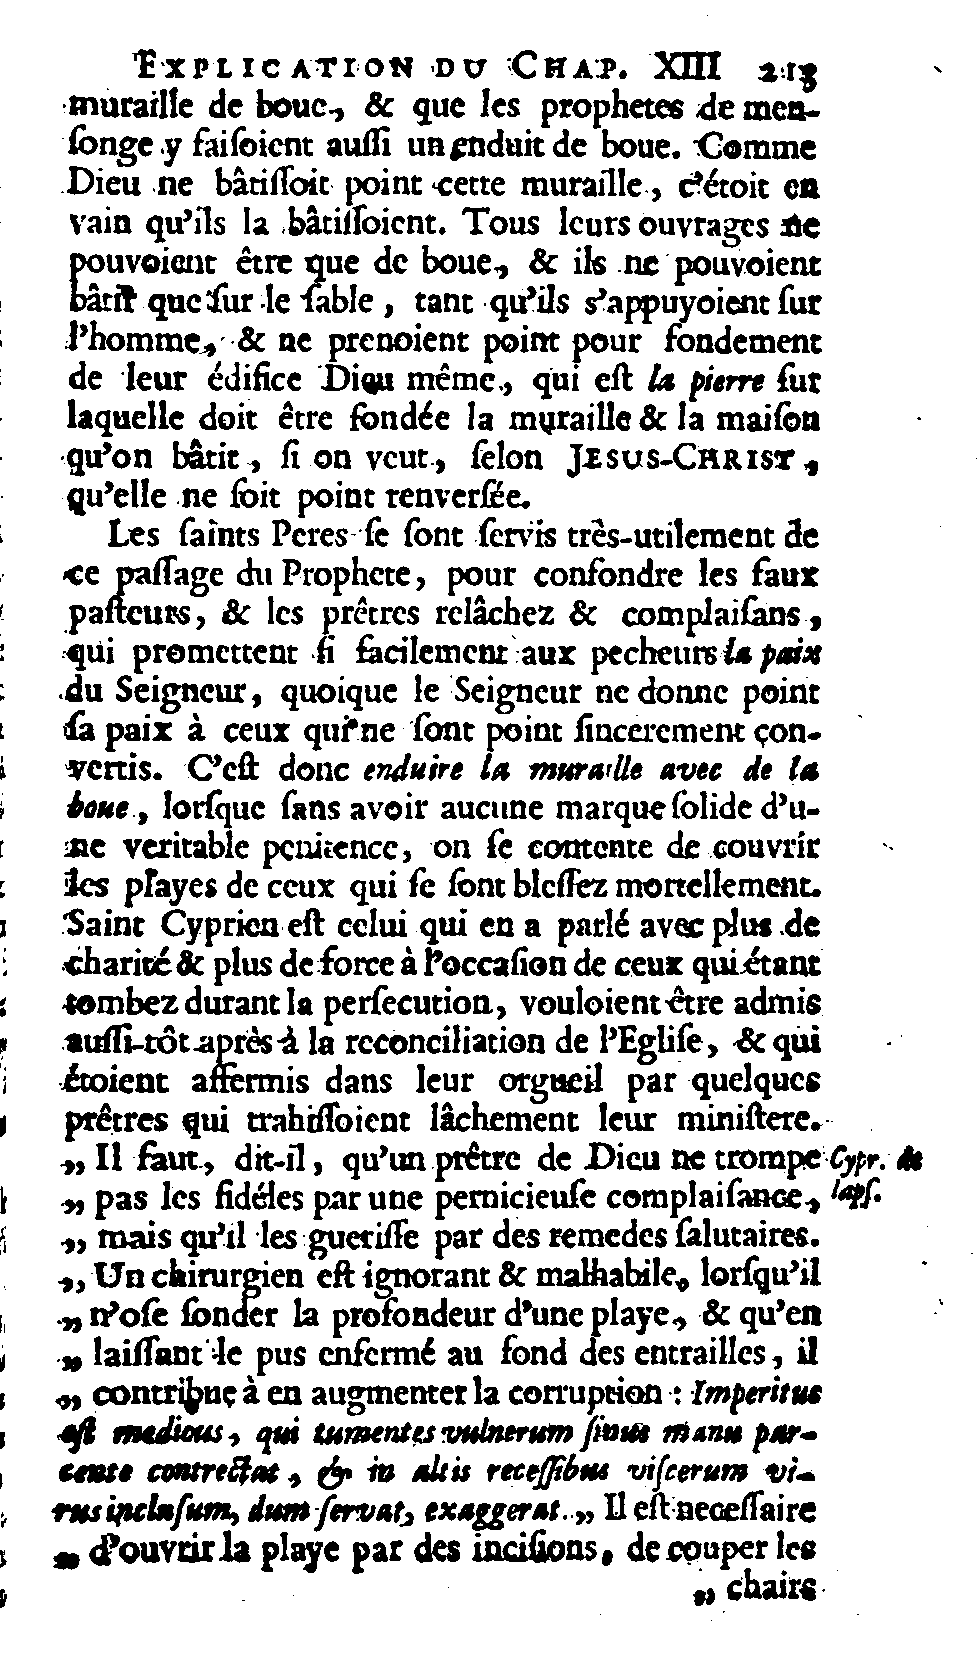 EXPLICATION DU CHAP. XIII 213
muraille de boue, & que les prophetes de men-
ſonge y faiſoient auſſi un enduit de boue. Comme
Dieu ne bâtiſſoit point cette muraille, c'étoit en
vain qu'ils la bâtiſſoient. Tous leurs ouvrages ne
pouvoient être que de boue, & ils ne pouvoient
bâtir que ſur le ſable, tant qu'ils s'appuyoient ſur
l'homme, & ne prenoient point pour fondement
de leur édifice Dieu même, qui eſt la pierre ſur
laquelle doit être fondée la muraille & la maiſon
qu'on bâtit, ſi on veut, ſelon JESUS-CHRIST,
qu'elle ne ſoit point renverſée.
Les ſaints Peres ſe ſont ſervis très-utilement de
ce paſſage du Prophete, pour confondre les faux
paſteurs, & les prêtres relâchez & complaiſans,
qui promettent ſi facilement aux pecheurs la paix
du Seigneur, quoique le Seigneur ne donne point
ſa paix à ceux qui ne ſont point ſincerement con-
vertis. C'eſt donc enduire la muraille avec de la
boue, lorſque ſans avoir aucune marque ſolide d'u-
ne veritable penitence, on ſe contente de couvrir
les playes de ceux qui ſe ſont bleſſez mortellement.
Saint Cyprien eſt celui qui en a parlé avec plus de
charité & plus de force à l'occaſion de ceux qui étant
tombez durant la perſecution, vouloient être admis
auſſi-tôt après à la reconciliation de l'Egliſe, & qui
étoient affermis dans leur orgueil par quelques
prêtres qui trahiſſoient lâchement leur miniſtere.
„ Il faut, dit-il, qu'un prêtre de Dieu ne trompe Cypr. de
„ pas les fidéles par une pernicieuſe complaiſance, lapſ.
„ mais qu'il les gueriſſe par des remedes ſalutaires.
„ Un chirurgien eſt ignorant & malhabile, lorſqu'il
„ n'oſe ſonder la profondeur d'une playe, & qu'en
„ laiſſant le pus enfermé au fond des entrailles, il
„ contribuë à en augmenter la corruption : Imperitus
eſt medicus, qui tumentes vulnerum ſinus manu par-
cente contrectat, & in altis receſſibus viſcerum vi-
rus incluſum, dum ſervat, exaggerat. „ Il eſt neceſſaire
„ d'ouvrir la playe par des inciſions, de couper les
„ chairs